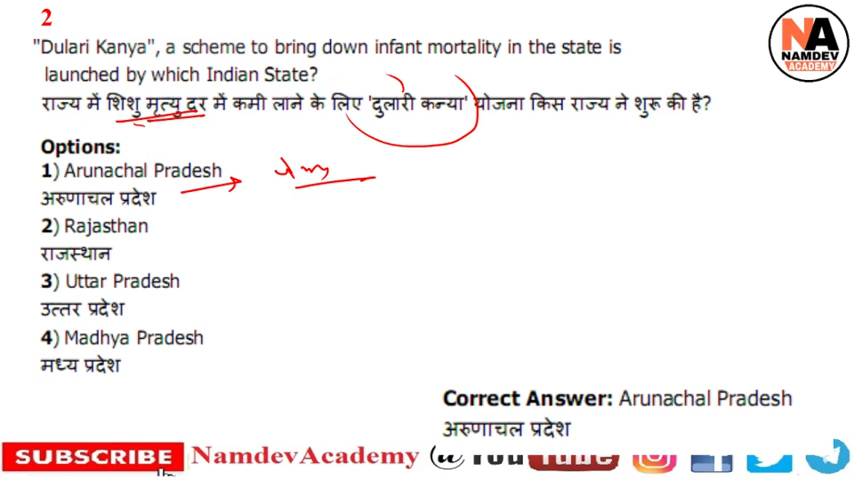 2
NA
NAMDEV
ACADEMY
"Dulari Kanya", a scheme to bring down infant mortality in the state is
launched by which Indian State?
राज्य में शिशु मृत्यु दर में कमी लाने के लिए 'दुलारी कन्या' योजना किस राज्य ने शुरू की है?
Options:
1) Arunachal Pradesh
अरुणाचल प्रदेश
2) Rajasthan
राजस्थान
3) Uttar Pradesh
उत्तर प्रदेश
4) Madhya Pradesh
मध्य प्रदेश
Correct Answer: Arunachal Pradesh
अरुणाचल प्रदेश
SUBSCRIBE NamdevAcademy @YouTube